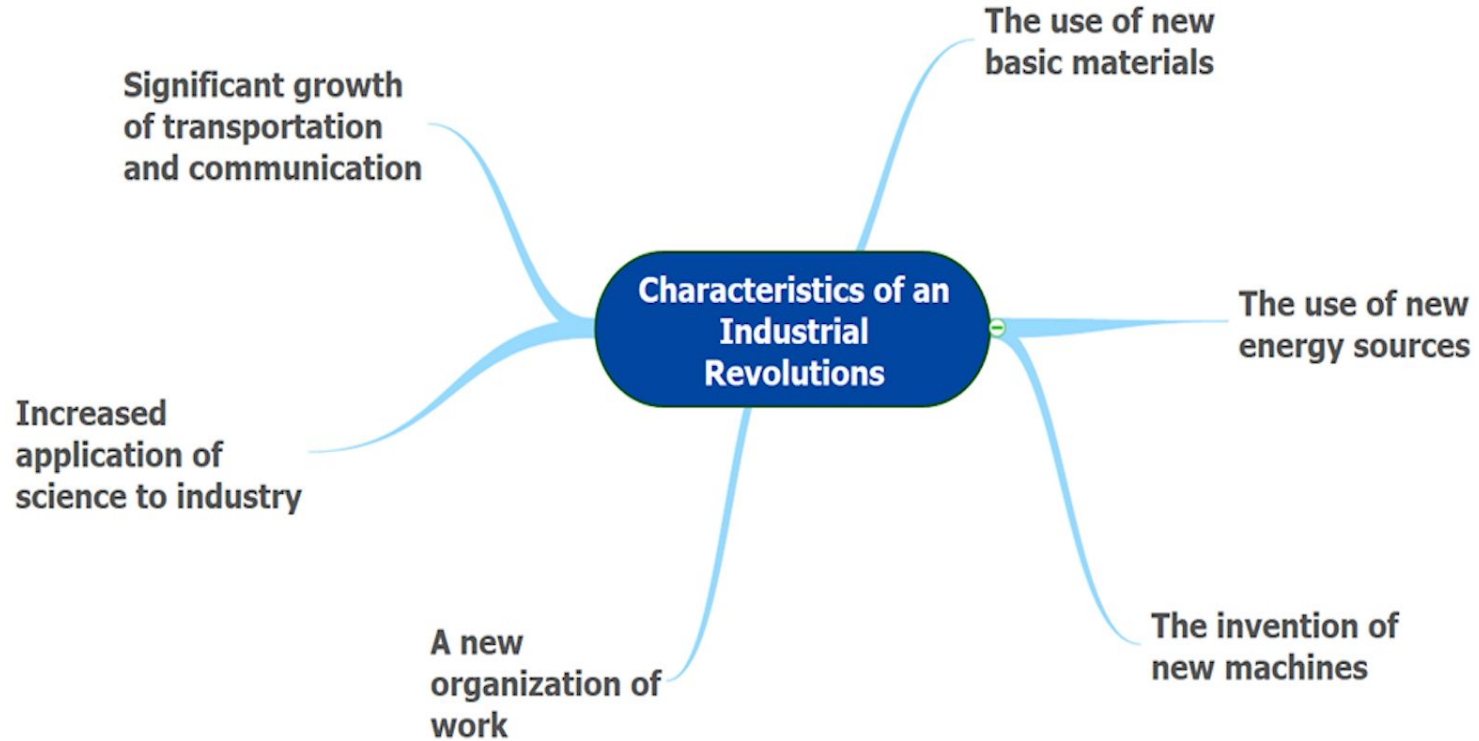 Characteristics of an
Industrial
Revolutions
The use of new
basic materials
The use of new
energy sources
The invention of
new machines
A new
organization of
work
Increased
application of
science to industry
Significant growth
of transportation
and communication